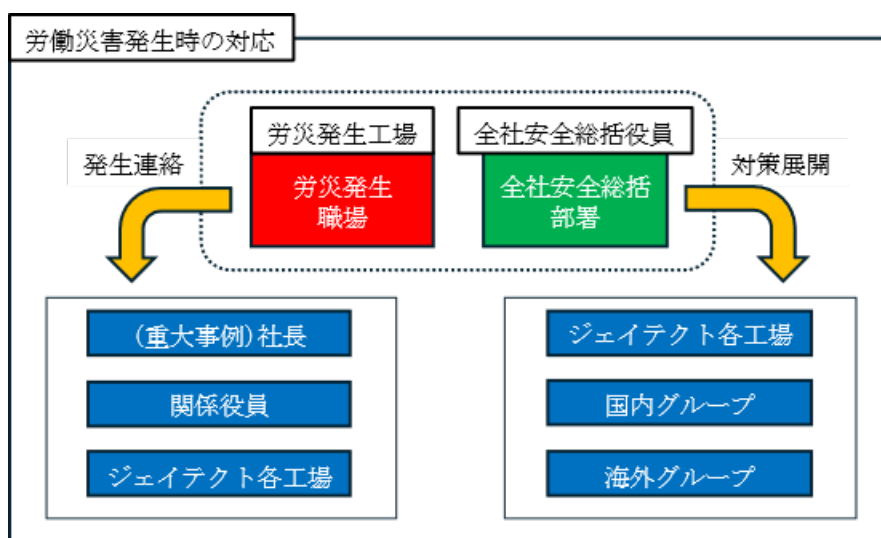 労働災害発生時の対応
労災発生工場
全社安全総括役員
発生連絡
労災発生
職場
全社安全総括
部署
対策展開
(重大事例)社長
関係役員
ジェイテクト各工場
ジェイテクト各工場
国内グループ
海外グループ